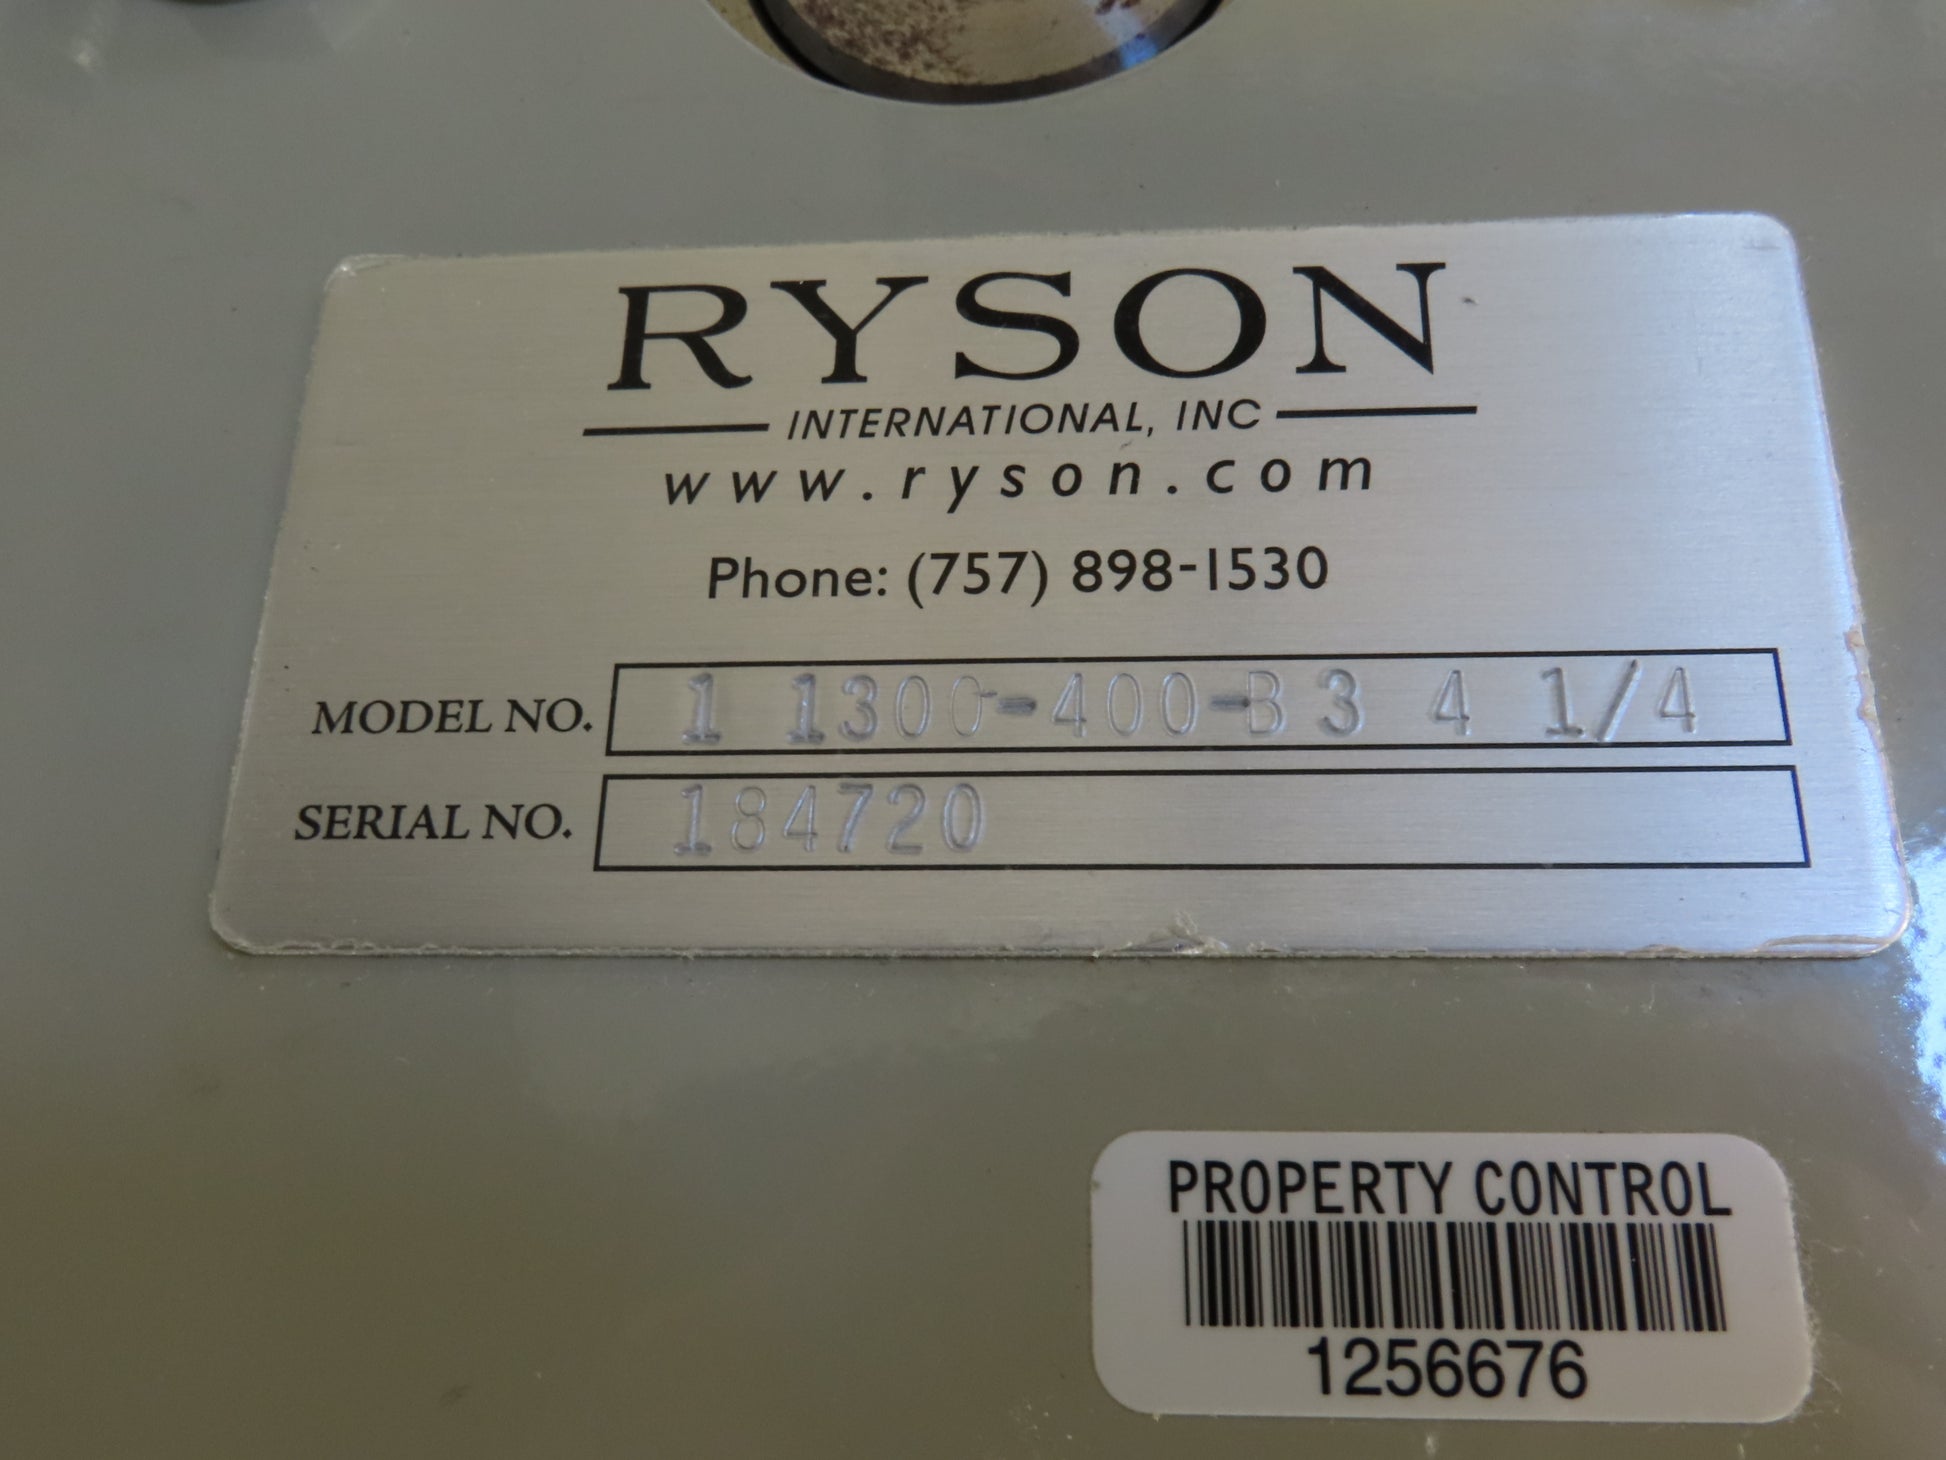 RYSON
INTERNATIONAL, INC
www.ryson.com
Phone: (757) 898-1530
MODEL NO. 1 1300-400-B3 4 1/4
SERIAL NO. 184720
PROPERTY CONTROL
1256676